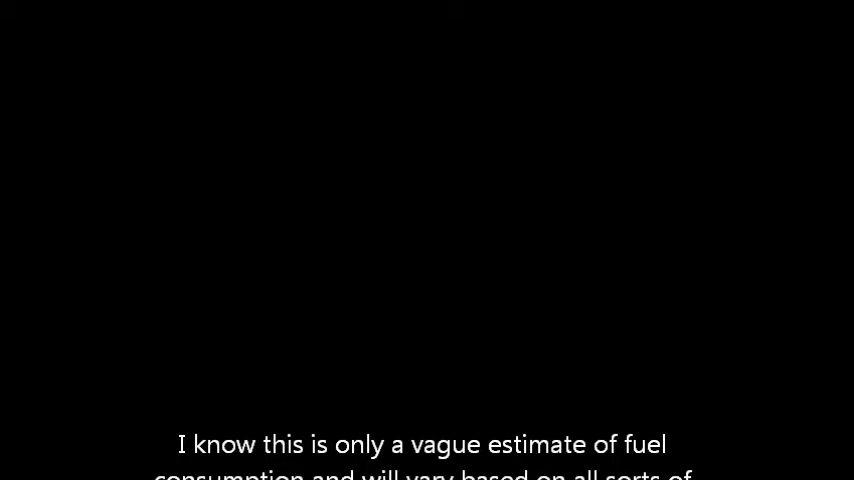 I know this is only a vague estimate of fuel
consumption and will vary based on all sorts of